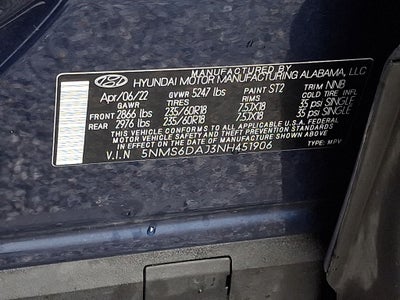 MANUFACTURED BY
HYUNDAI MOTOR MANUFACTURING ALABAMA, LLC
Apr/06/22 GVWR 5247 lbs PAINT ST2 TRIM NNB
GAWR TIRES RIMS COLD TIRE INFL
FRONT 2866 lbs 235/60R18 7.5JX18 35 psi SINGLE
REAR 2976 lbs 235/60R18 7.5JX18 35 psi SINGLE
THIS VEHICLE CONFORMS TO ALL APPLICABLE U.S.A. FEDERAL
MOTOR VEHICLE SAFETY AND THEFT PREVENTION STANDARDS
IN EFFECT ON THE DATE OF MANUFACTURE SHOWN ABOVE.
V.I.N 5NMS6DAJ3NH451906 TYPE: MPV